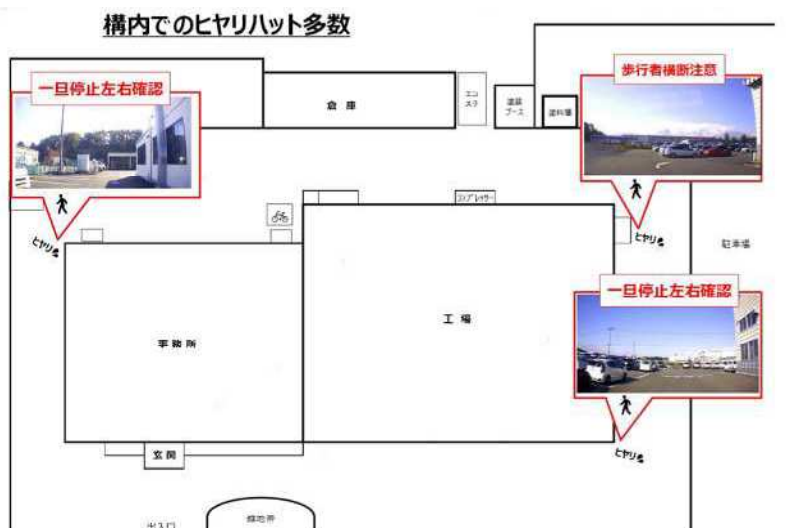 構内でのヒヤリハット多数
一旦停止左右確認
倉庫
エコ
ステ
塗装
ブース
塗料庫
歩行者横断注意
ヒヤリ
コンプレッサー
ヒヤリ
駐車場
一旦停止左右確認
工場
事務所
ヒヤリ
玄関
緑地帯
出入口